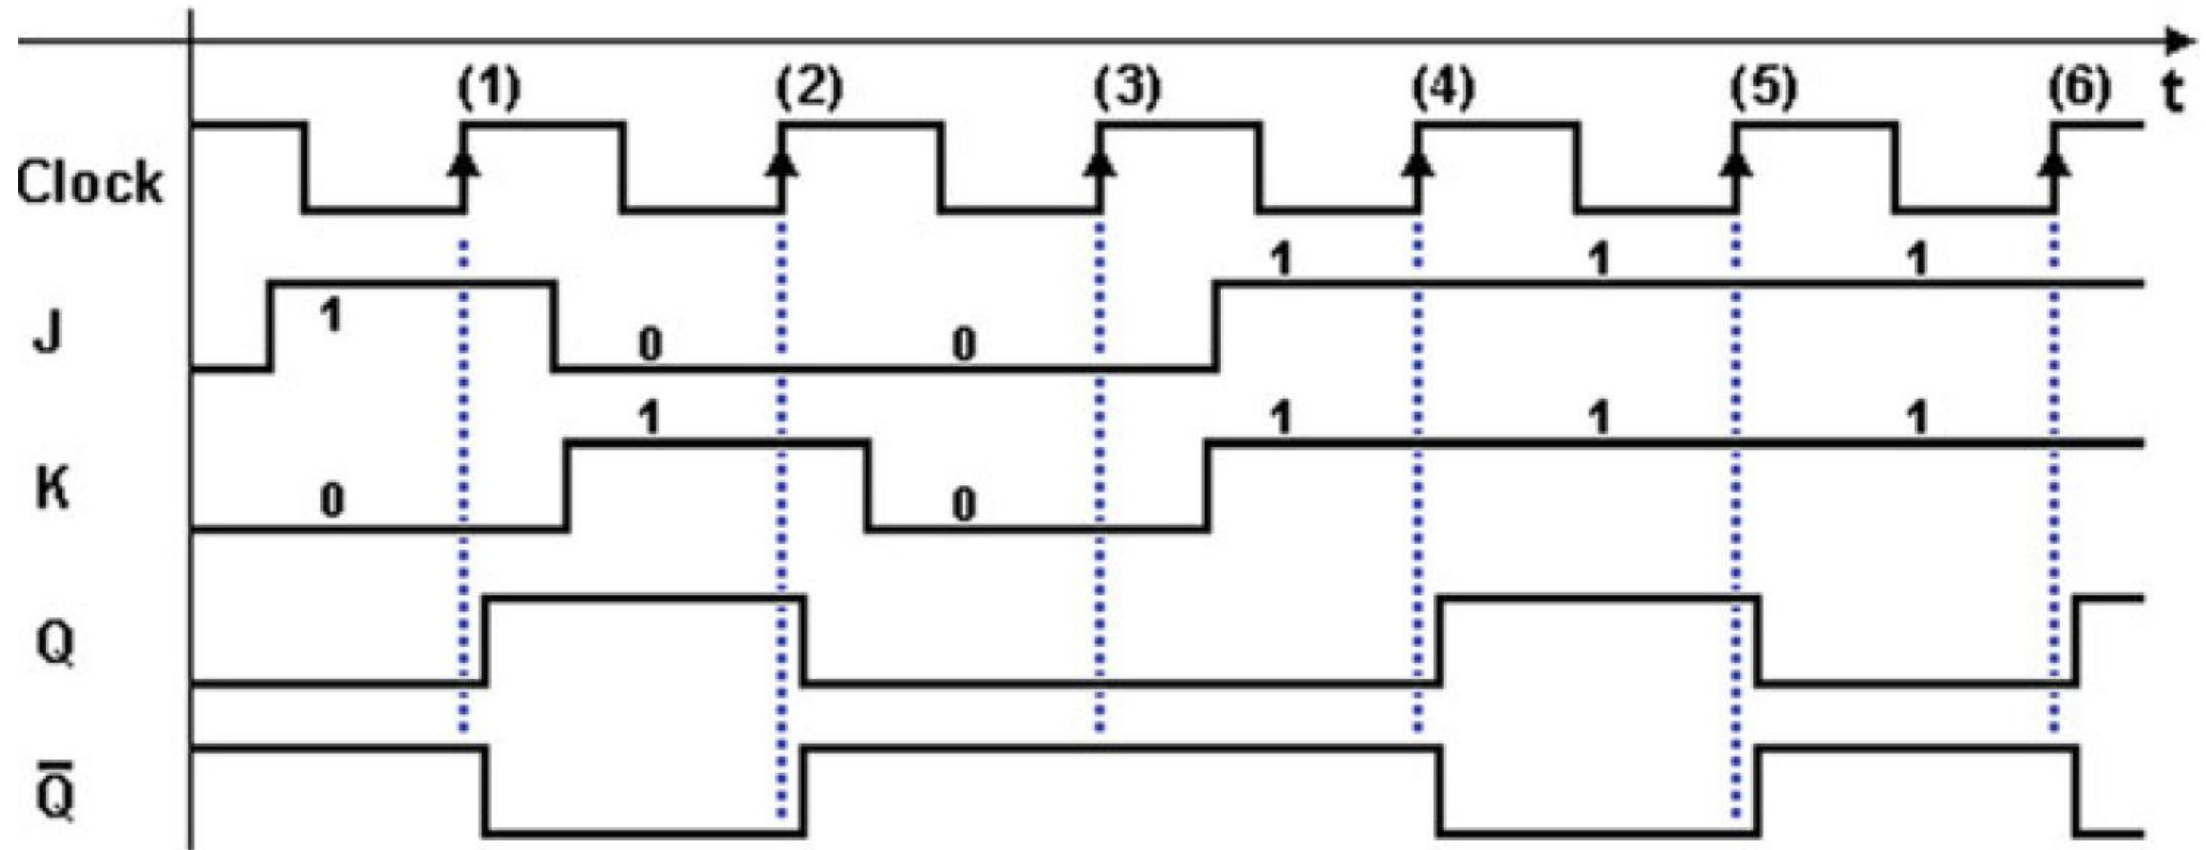 (1) (2) (3) (4) (5) (6) t
Clock
1 1 1
J 1 0 0
1 1 1 1
K 0 0
Q
Q̅